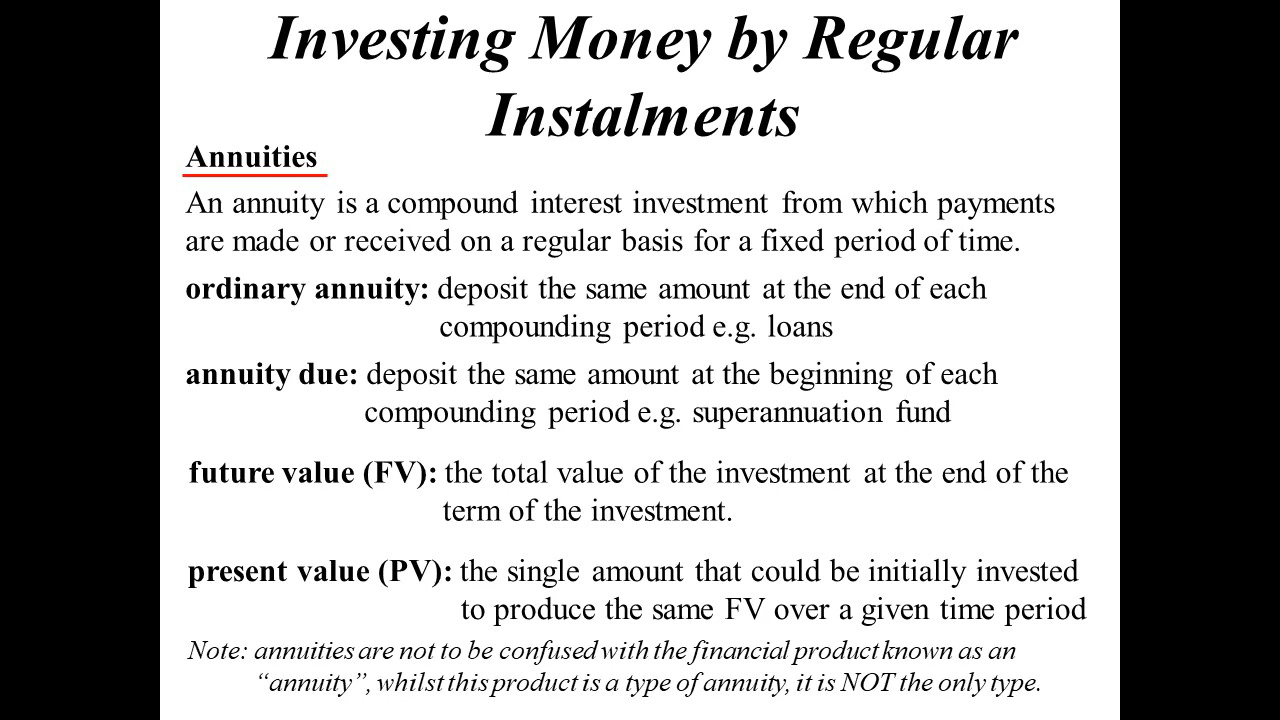 Investing Money by Regular
Instalments
Annuities
An annuity is a compound interest investment from which payments
are made or received on a regular basis for a fixed period of time.
ordinary annuity: deposit the same amount at the end of each
compounding period e.g. loans
annuity due: deposit the same amount at the beginning of each
compounding period e.g. superannuation fund
future value (FV): the total value of the investment at the end of the
term of the investment.
present value (PV): the single amount that could be initially invested
to produce the same FV over a given time period
Note: annuities are not to be confused with the financial product known as an
“annuity”, whilst this product is a type of annuity, it is NOT the only type.